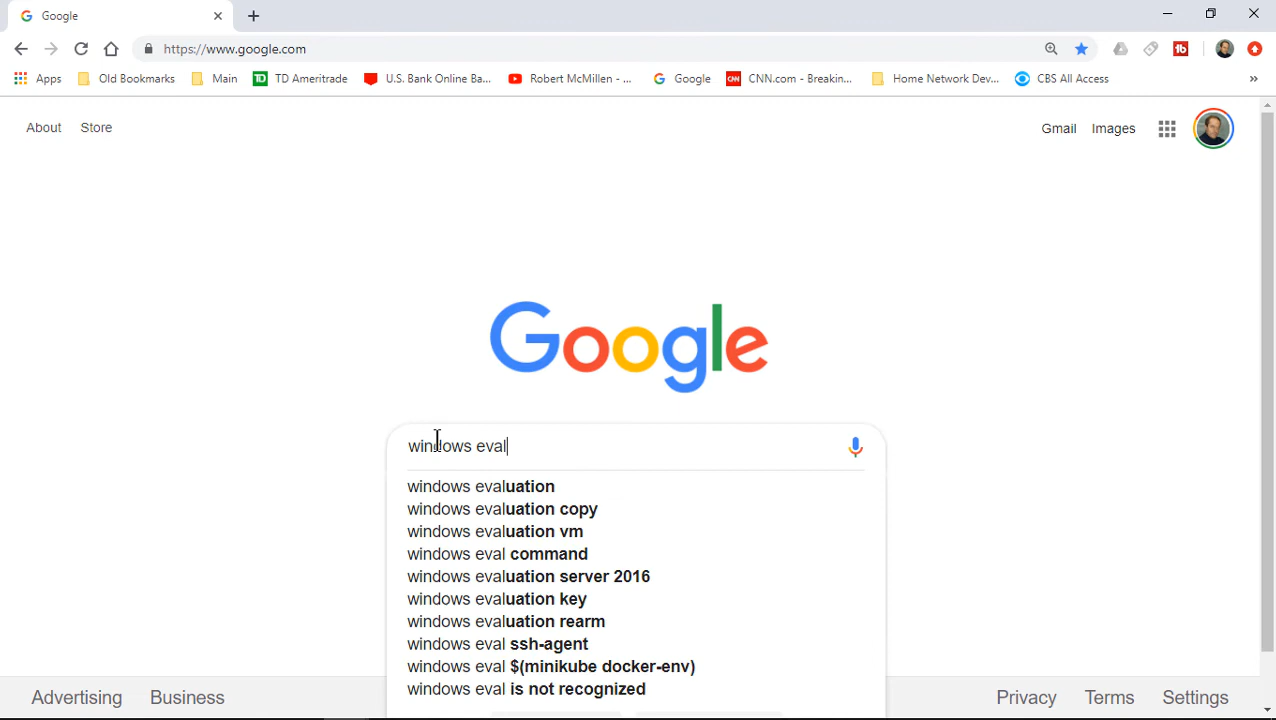 Google
https://www.google.com
Apps Old Bookmarks Main TD Ameritrade U.S. Bank Online Ba... Robert McMillen - ... Google CNN.com - Breakin... Home Network Dev... CBS All Access »
About Store Gmail Images
Google
windows eval
windows evaluation
windows evaluation copy
windows evaluation vm
windows eval command
windows evaluation server 2016
windows evaluation key
windows evaluation rearm
windows eval ssh-agent
windows eval $(minikube docker-env)
windows eval is not recognized
Advertising Business Privacy Terms Settings